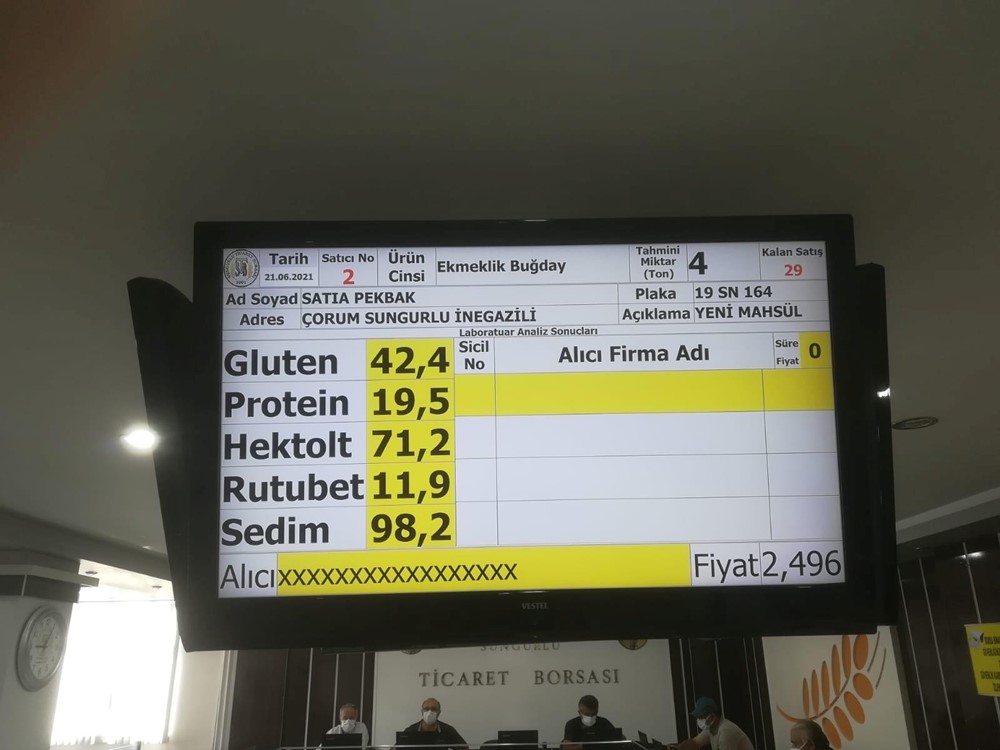 Tarih 21.06.2021 Satıcı No 2 Ürün Cinsi Ekmeklik Buğday Tahmini Miktar (Ton) 4 Kalan Satış 29
Ad Soyad SATIA PEKBAK Plaka 19 SN 164
Adres ÇORUM SUNGURLU İNEGAZİLİ Açıklama YENİ MAHSÜL
Laboratuar Analiz Sonuçları
Gluten 42,4 Sicil No Alıcı Firma Adı Süre Fiyat 0
Protein 19,5
Hektolt 71,2
Rutubet 11,9
Sedim 98,2
Alıcı XXXXXXXXXXXXXXXXX Fiyat 2,496
VESTEL
SUNGURLU
TİCARET BORSASI